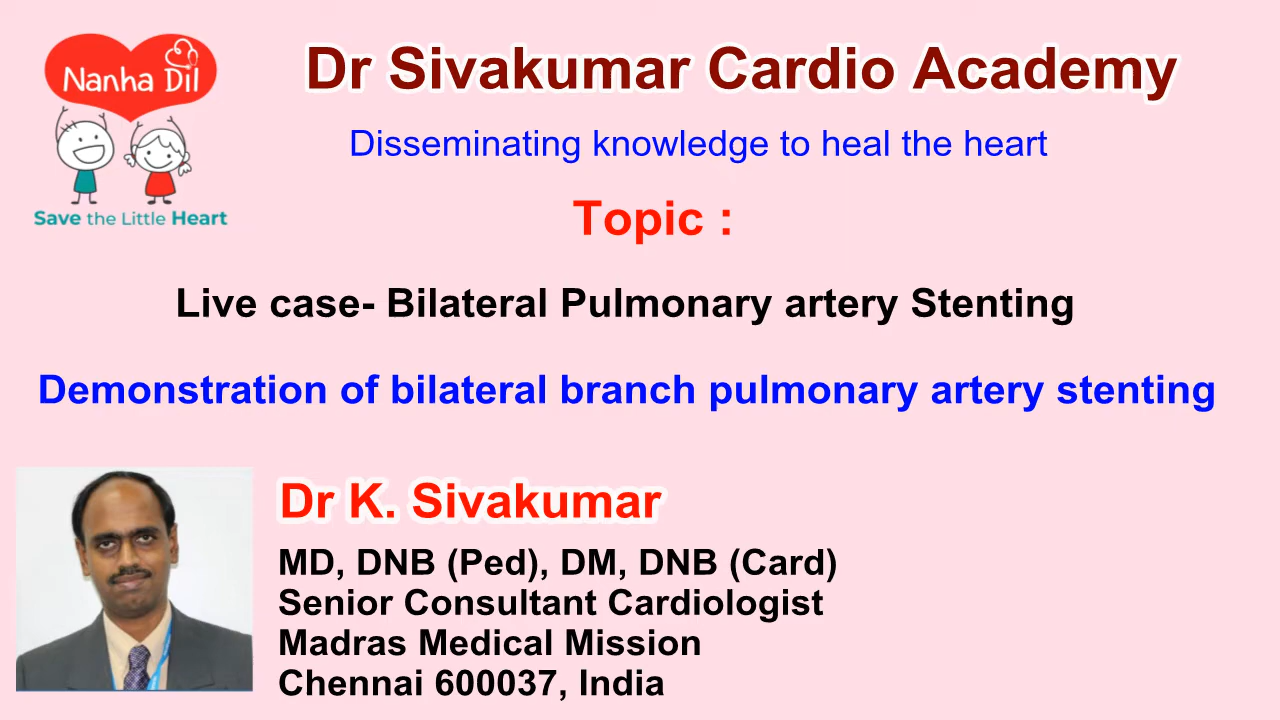 Nanha Dil
Save the Little Heart
Dr Sivakumar Cardio Academy
Disseminating knowledge to heal the heart
Topic :
Live case- Bilateral Pulmonary artery Stenting
Demonstration of bilateral branch pulmonary artery stenting
Dr K. Sivakumar
MD, DNB (Ped), DM, DNB (Card)
Senior Consultant Cardiologist
Madras Medical Mission
Chennai 600037, India